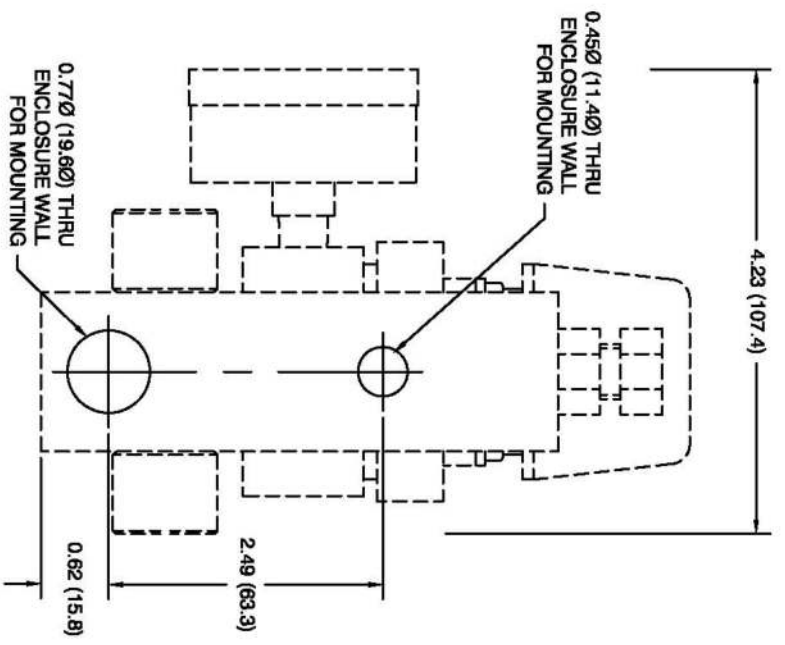 0.45Ø (11.4Ø) THRU
ENCLOSURE WALL
FOR MOUNTING
4.23 (107.4)
0.77Ø (19.6Ø) THRU
ENCLOSURE WALL
FOR MOUNTING
2.49 (63.3)
0.62 (15.8)